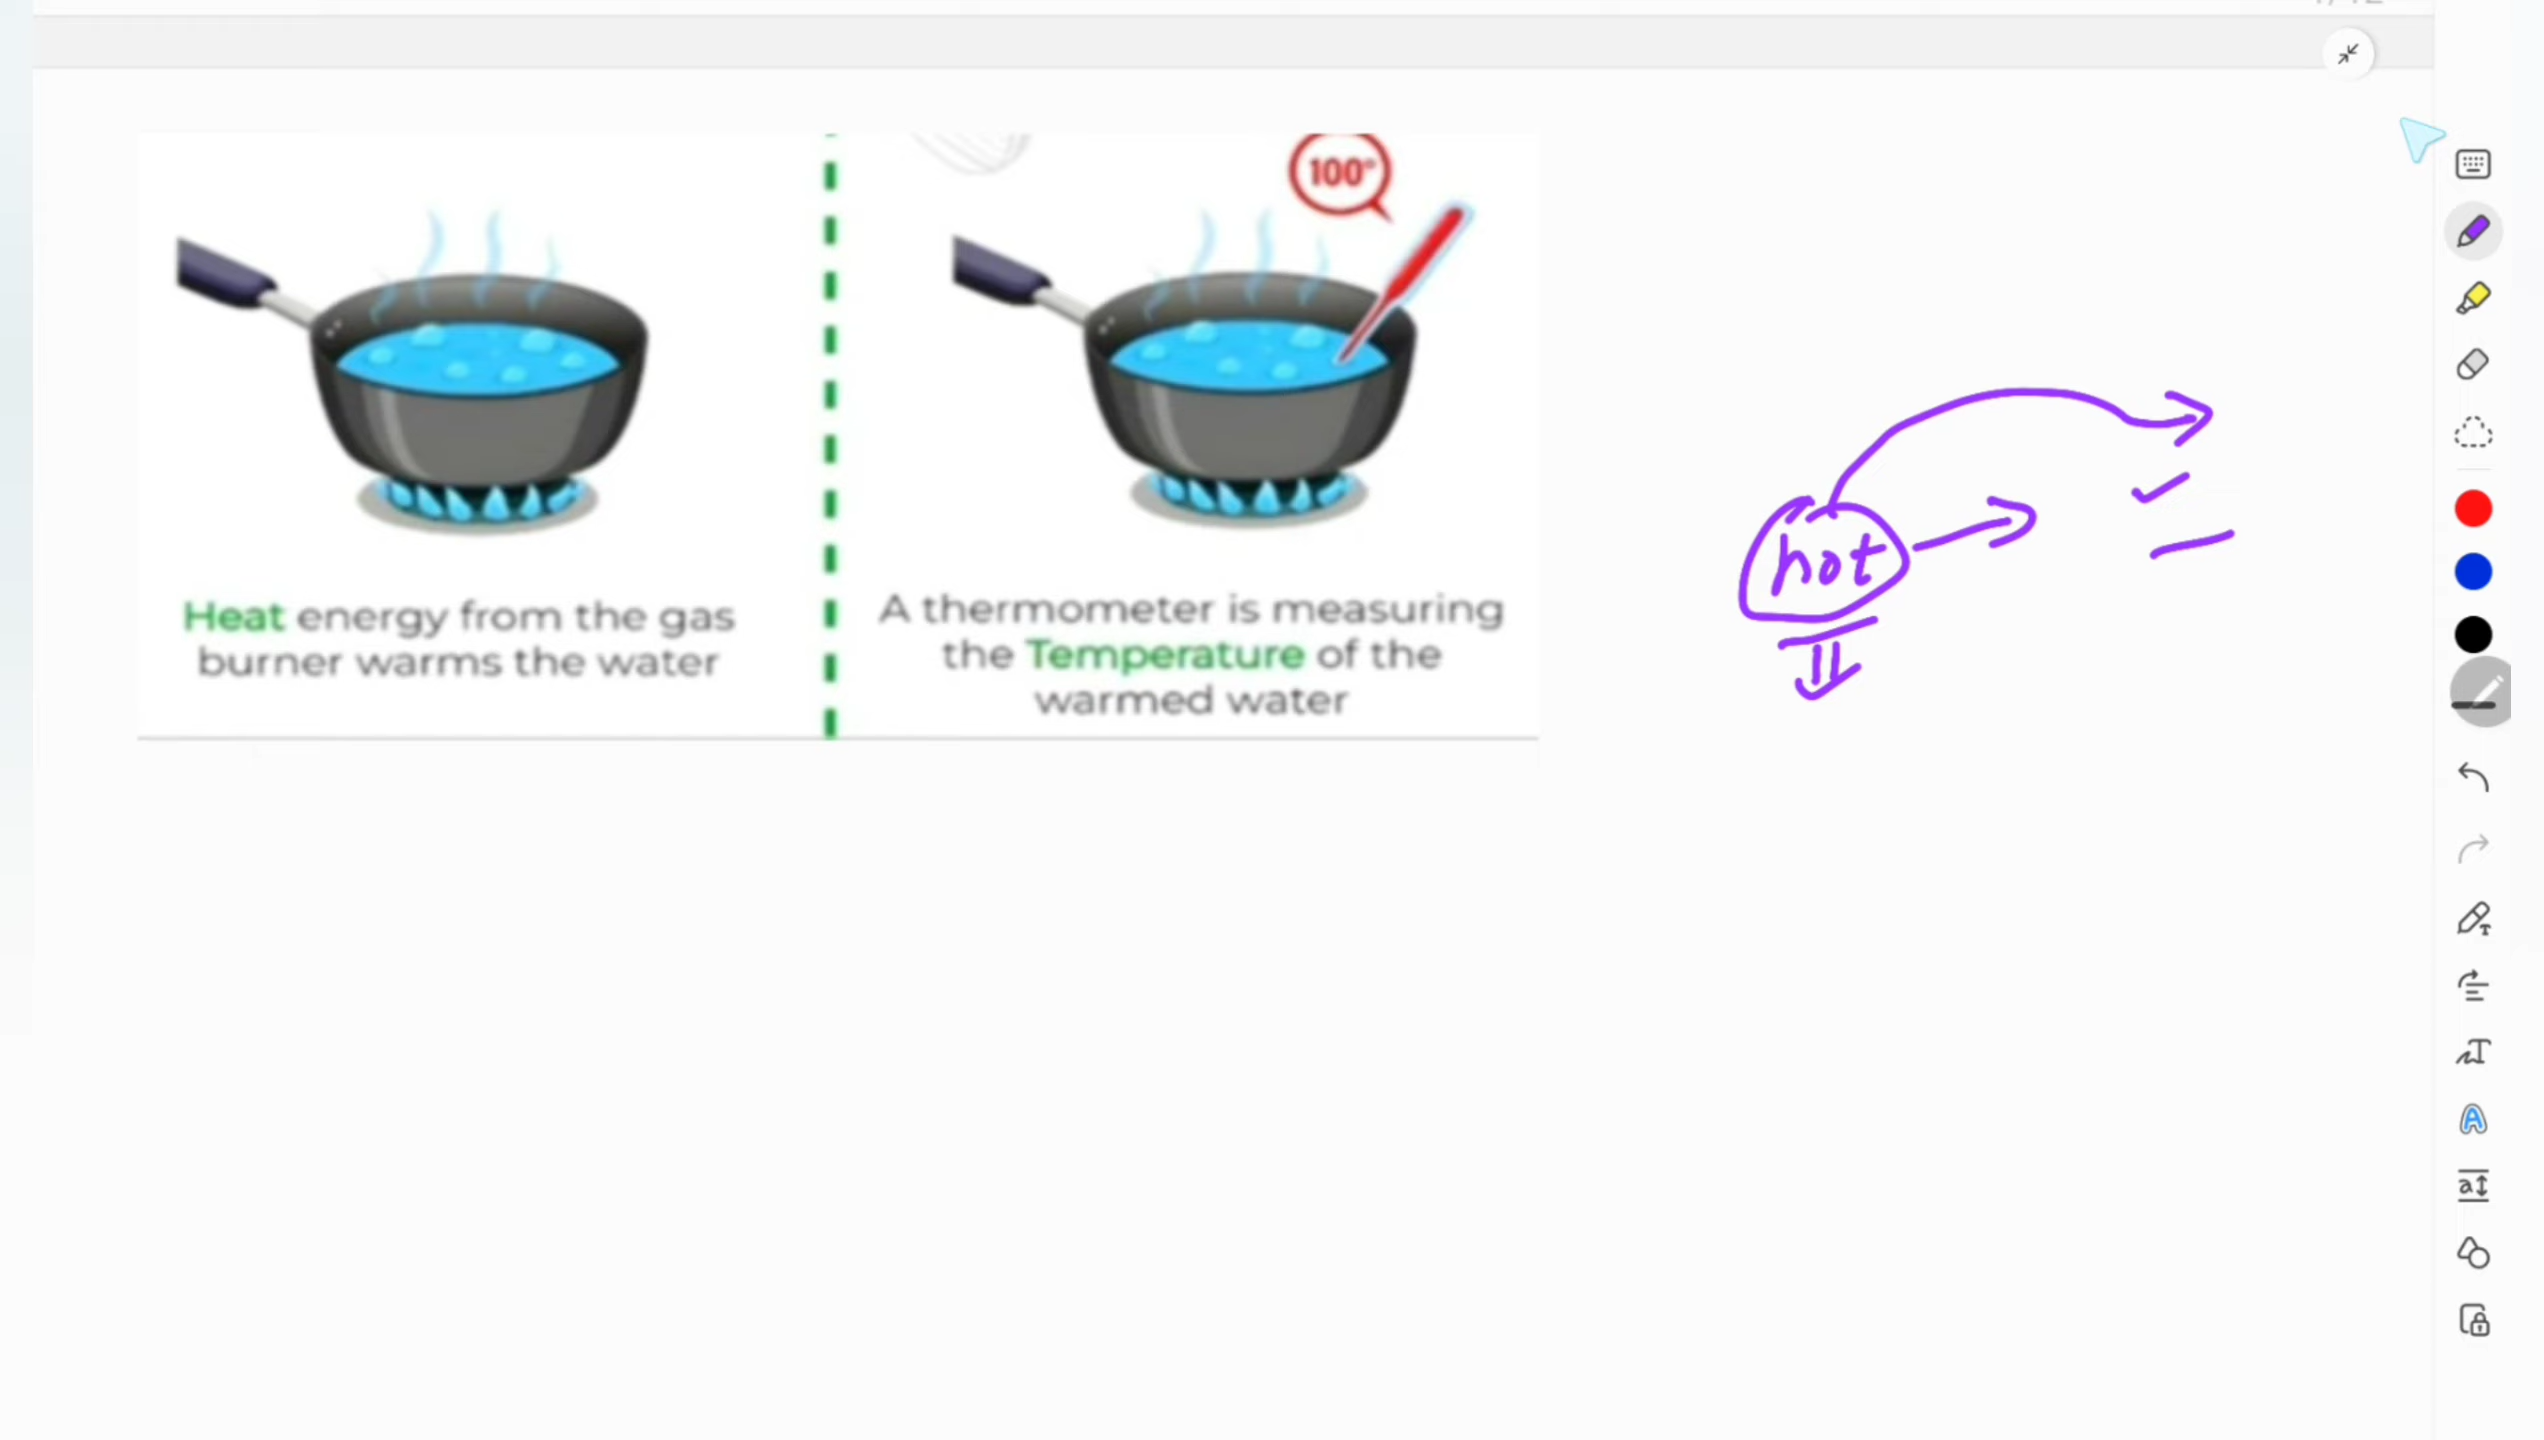 100°
Heat energy from the gas
burner warms the water
A thermometer is measuring
the Temperature of the
warmed water
hot